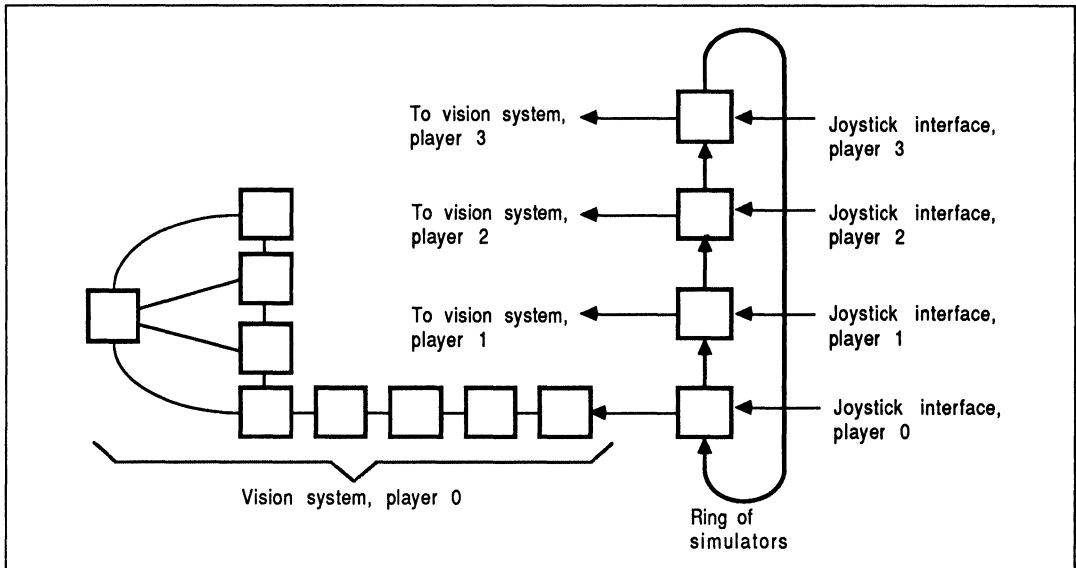 To vision system,
player 3
Joystick interface,
player 3
To vision system,
player 2
Joystick interface,
player 2
To vision system,
player 1
Joystick interface,
player 1
Joystick interface,
player 0
Vision system, player 0
Ring of
simulators